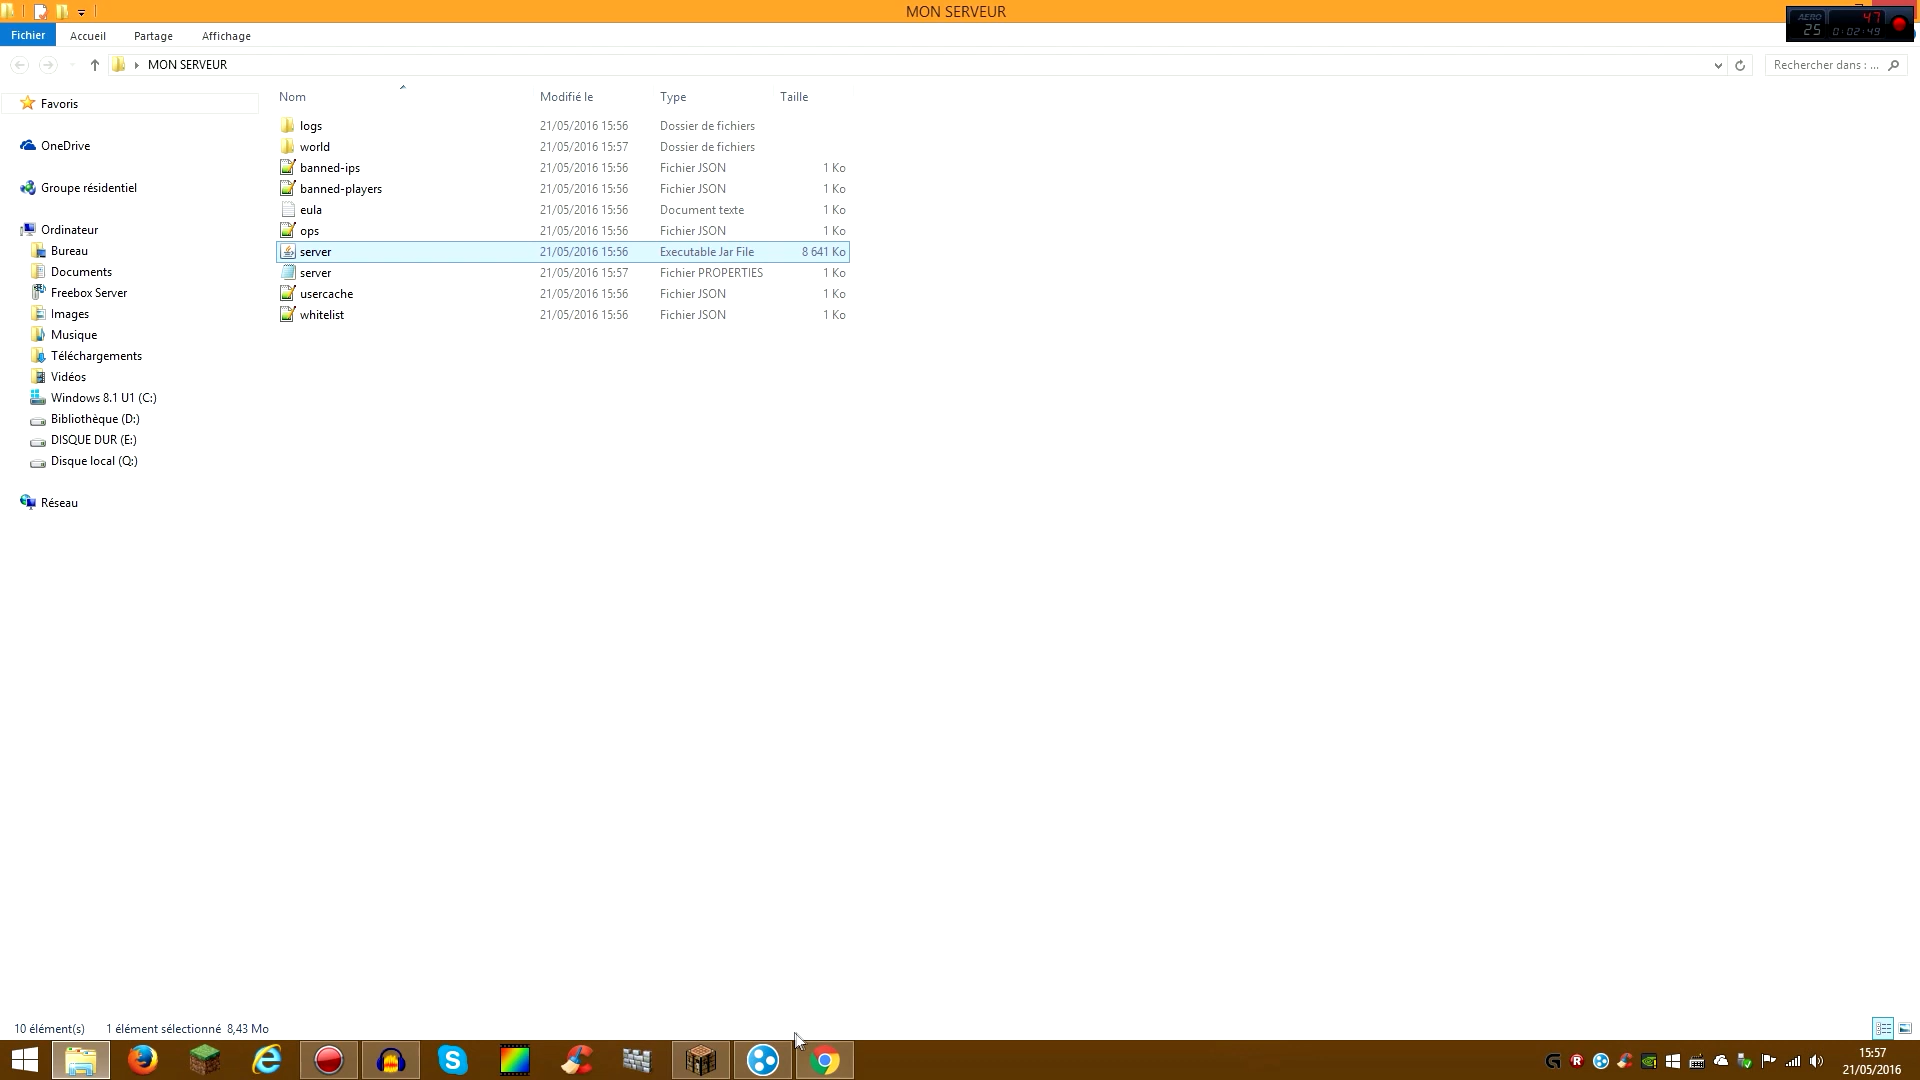 MON SERVEUR
AERO 47
25 0:02:49
Fichier Accueil Partage Affichage
MON SERVEUR
Rechercher dans : ...
Nom Modifié le Type Taille
Favoris
OneDrive
Groupe résidentiel
Ordinateur
Bureau
Documents
Freebox Server
Images
Musique
Téléchargements
Vidéos
Windows 8.1 U1 (C:)
Bibliothèque (D:)
DISQUE DUR (E:)
Disque local (Q:)
Réseau
logs 21/05/2016 15:56 Dossier de fichiers
world 21/05/2016 15:57 Dossier de fichiers
banned-ips 21/05/2016 15:56 Fichier JSON 1 Ko
banned-players 21/05/2016 15:56 Fichier JSON 1 Ko
eula 21/05/2016 15:56 Document texte 1 Ko
ops 21/05/2016 15:56 Fichier JSON 1 Ko
server 21/05/2016 15:56 Executable Jar File 8 641 Ko
server 21/05/2016 15:57 Fichier PROPERTIES 1 Ko
usercache 21/05/2016 15:56 Fichier JSON 1 Ko
whitelist 21/05/2016 15:56 Fichier JSON 1 Ko
10 élément(s) 1 élément sélectionné 8,43 Mo
15:57
21/05/2016